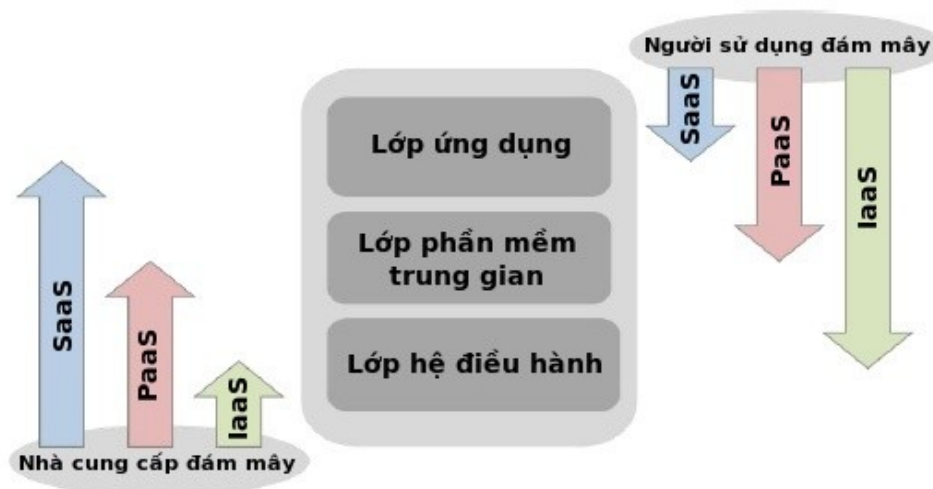 Người sử dụng đám mây
SaaS
PaaS
IaaS
Lớp ứng dụng
Lớp phần mềm
trung gian
Lớp hệ điều hành
SaaS
PaaS
IaaS
Nhà cung cấp đám mây